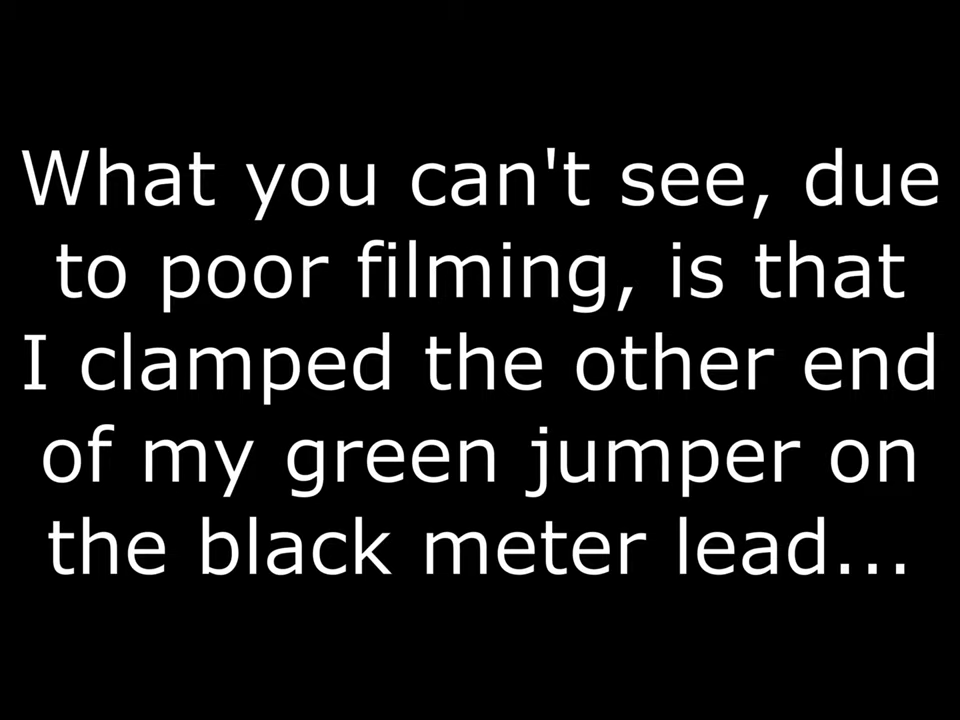 What you can't see, due
to poor filming, is that
I clamped the other end
of my green jumper on
the black meter lead...